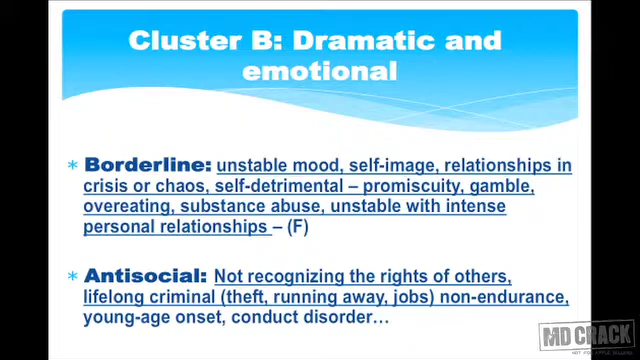 Cluster B: Dramatic and
emotional
* Borderline: unstable mood, self-image, relationships in
crisis or chaos, self-detrimental – promiscuity, gamble,
overeating, substance abuse, unstable with intense
personal relationships – (F)
* Antisocial: Not recognizing the rights of others,
lifelong criminal (theft, running away, jobs) non-endurance,
young-age onset, conduct disorder…
MD CRACK